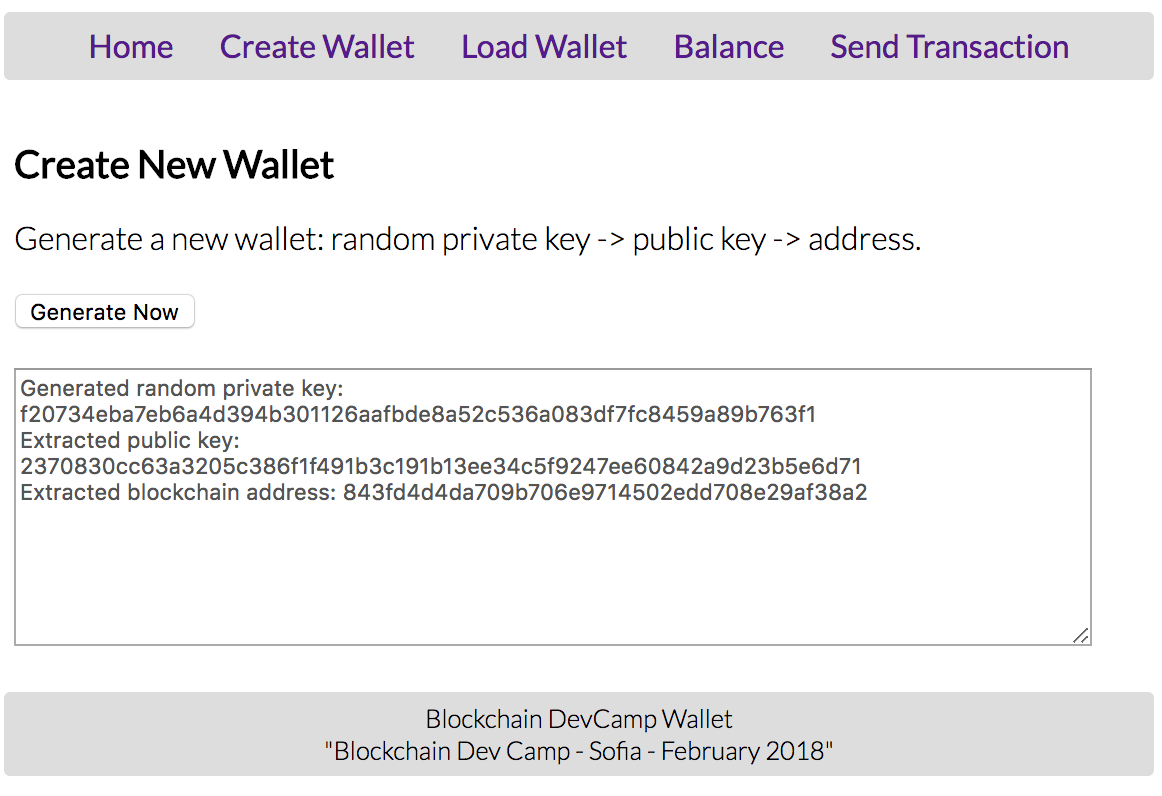 Home Create Wallet Load Wallet Balance Send Transaction
Create New Wallet
Generate a new wallet: random private key -> public key -> address.
Generate Now
Generated random private key:
f20734eba7eb6a4d394b301126aafbde8a52c536a083df7fc8459a89b763f1
Extracted public key:
2370830cc63a3205c386f1f491b3c191b13ee34c5f9247ee60842a9d23b5e6d71
Extracted blockchain address: 843fd4d4da709b706e9714502edd708e29af38a2
Blockchain DevCamp Wallet
"Blockchain Dev Camp - Sofia - February 2018"